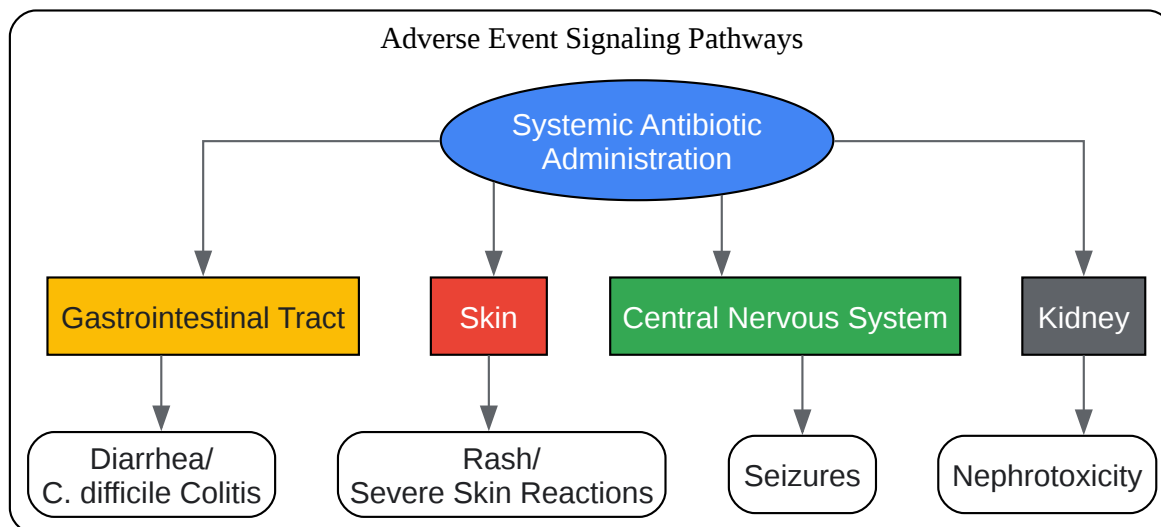 Adverse Event Signaling Pathways
Systemic Antibiotic
Administration
Gastrointestinal Tract
Skin
Central Nervous System
Kidney
Diarrhea/
C. difficile Colitis
Rash/
Severe Skin Reactions
Seizures
Nephrotoxicity